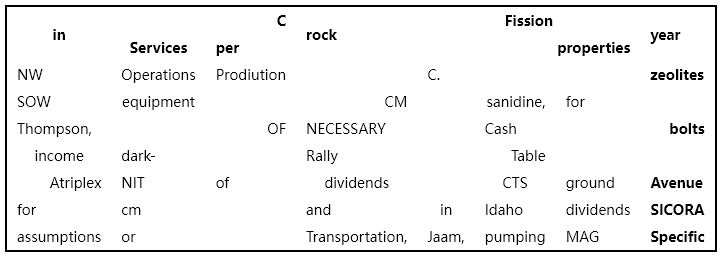 in Services C per rock Fission properties year
NW Operations Prodiution C. zeolites
SOW equipment CM sanidine, for
Thompson, OF NECESSARY Cash bolts
income dark- Rally Table
Atriplex NIT of dividends CTS ground Avenue
for cm and in Idaho dividends SICORA
assumptions or Transportation, Jaam, pumping MAG Specific